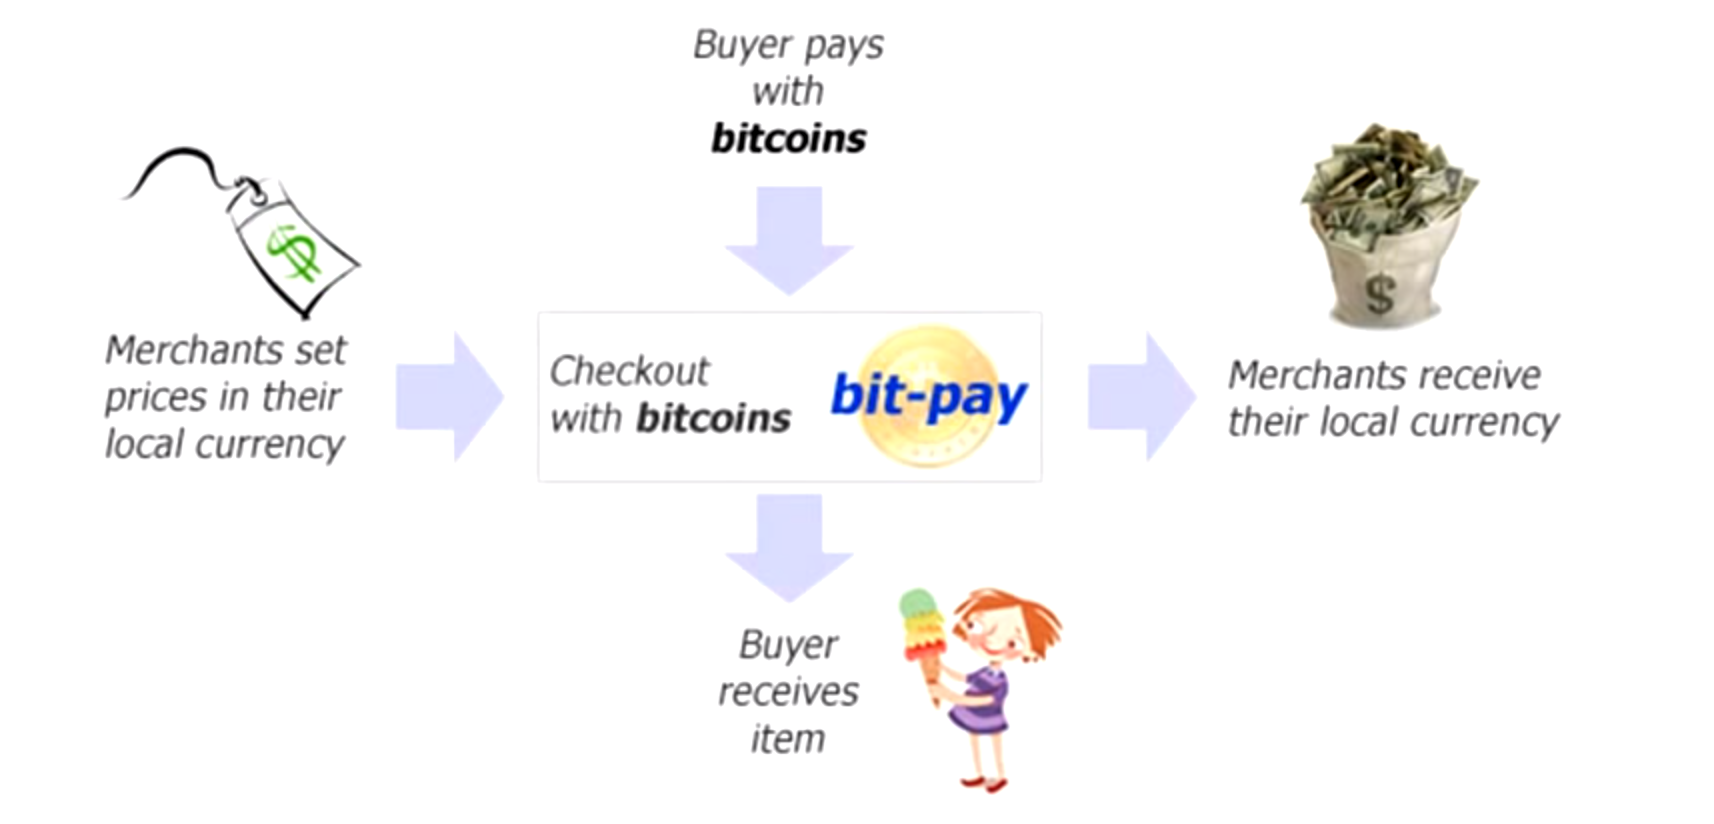 Buyer pays
with
bitcoins
$
Merchants set
prices in their
local currency
Checkout
with bitcoins
bit-pay
$
Merchants receive
their local currency
Buyer
receives
item